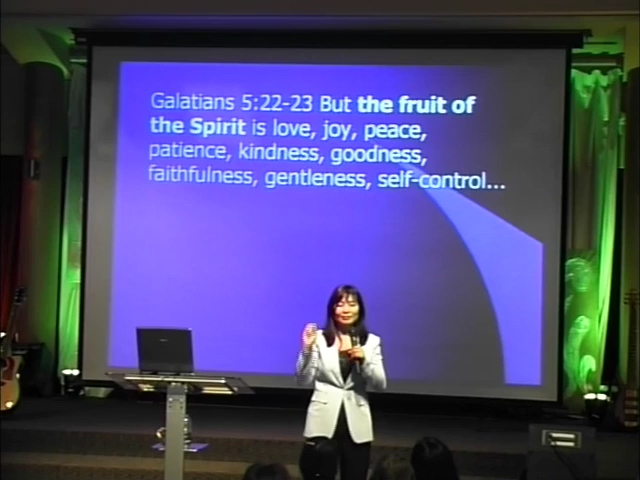 Galatians 5:22-23 But the fruit of
the Spirit is love, joy, peace,
patience, kindness, goodness,
faithfulness, gentleness, self-control...